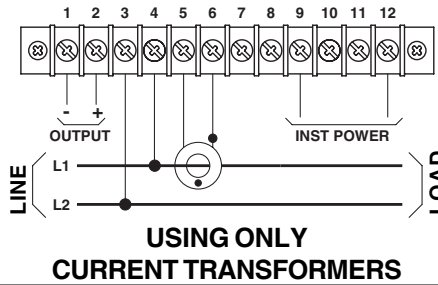 1 2 3 4 5 6 7 8 9 10 11 12
- +
OUTPUT INST POWER
LINE L1 LOAD
L2
USING ONLY
CURRENT TRANSFORMERS